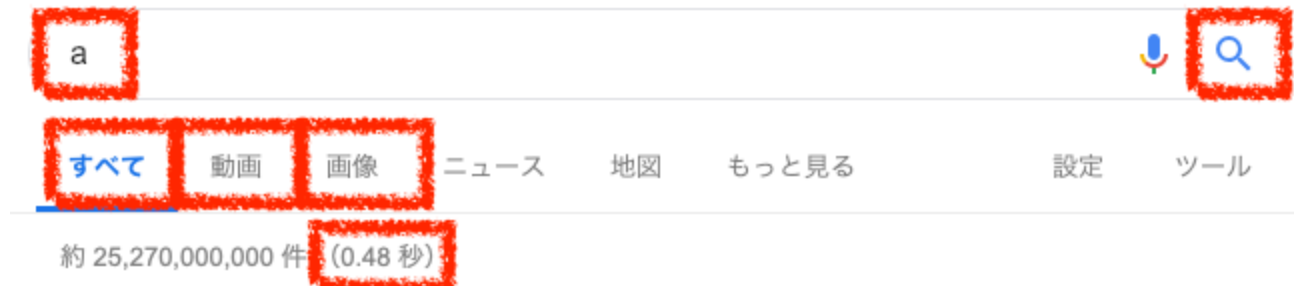 a
すべて 動画 画像 ニュース 地図 もっと見る 設定 ツール
約 25,270,000,000 件 （0.48 秒）